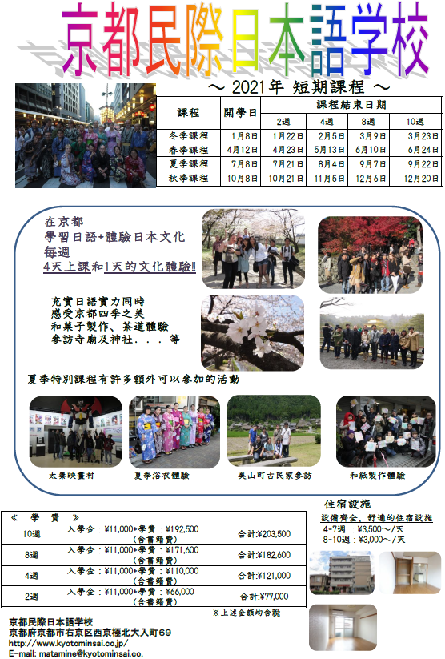 京都民際日本語学校
～ 2021年 短期課程 ～
課程 開學日 課程結束日期
2週 4週 8週 10週
冬季課程 1月8日 1月22日 2月5日 3月9日 3月23日
春季課程 4月12日 4月23日 5月13日 6月10日 6月24日
夏季課程 7月8日 7月21日 8月4日 9月7日 9月22日
秋季課程 10月8日 10月21日 11月5日 12月6日 12月20日
在京都
學習日語+體驗日本文化
每週
4天上課和1天的文化體驗!!
充實日語實力同時
感受京都四季之美
和菓子製作、茶道體驗
參訪寺廟及神社．．．等
夏季特別課程有許多額外可以參加的活動
太秦映畫村
夏季浴衣體驗
美山町古民家參訪
和紙製作體驗
≪ 學 費 ≫
10週 入學金：¥11,000+學費：¥192,500
(含書籍費) 合計:¥203,500
8週 入學金：¥11,000+學費：¥171,600
(含書籍費) 合計:¥182,600
4週 入學金：¥11,000+學費：¥110,000
(含書籍費) 合計:¥121,000
2週 入學金：¥11,000+學費：¥66,000
(含書籍費) 合計:¥77,000
上述金額為含稅
住宿設施
設備齊全、舒適的住宿設施
4-7週 ¥3,500～/天
8-10週：¥3,000～/天
京都民際日本語學校
京都府京都市右京區西京極北大入町69
http://www.kyotominsai.co.jp/
E-mail: matamine@kyotominsai.co.